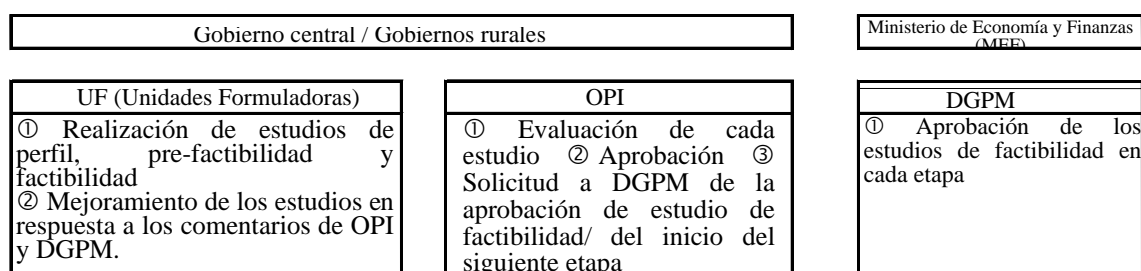 Gobierno central / Gobiernos rurales
Ministerio de Economía y Finanzas
(MEF)
UF (Unidades Formuladoras)
① Realización de estudios de
perfil, pre-factibilidad y
factibilidad
② Mejoramiento de los estudios en
respuesta a los comentarios de OPI
y DGPM.
OPI
① Evaluación de cada
estudio ② Aprobación ③
Solicitud a DGPM de la
aprobación de estudio de
factibilidad/ del inicio del
siguiente etapa
DGPM
① Aprobación de los
estudios de factibilidad en
cada etapa